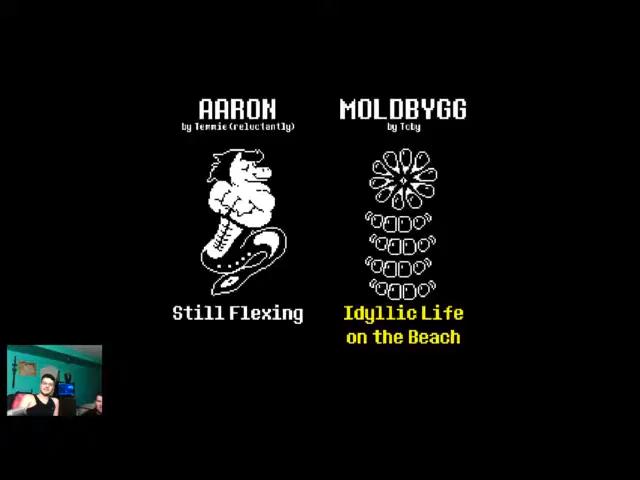 AARON
by Temmie (reluctantly)
Still Flexing
MOLDBYGG
by Toby
Idyllic Life
on the Beach